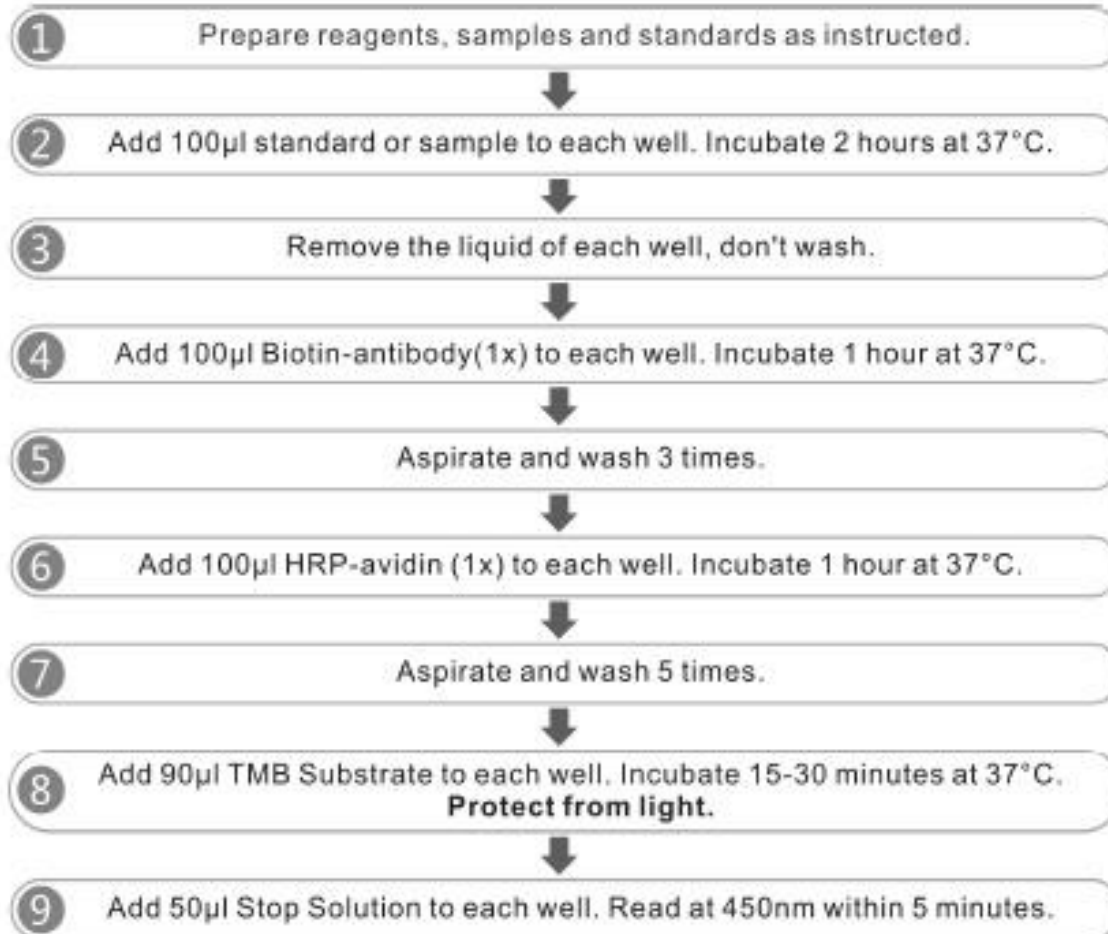 1 Prepare reagents, samples and standards as instructed.
2 Add 100µl standard or sample to each well. Incubate 2 hours at 37°C.
3 Remove the liquid of each well, don't wash.
4 Add 100µl Biotin-antibody(1x) to each well. Incubate 1 hour at 37°C.
5 Aspirate and wash 3 times.
6 Add 100µl HRP-avidin (1x) to each well. Incubate 1 hour at 37°C.
7 Aspirate and wash 5 times.
8 Add 90µl TMB Substrate to each well. Incubate 15-30 minutes at 37°C.
Protect from light.
9 Add 50µl Stop Solution to each well. Read at 450nm within 5 minutes.